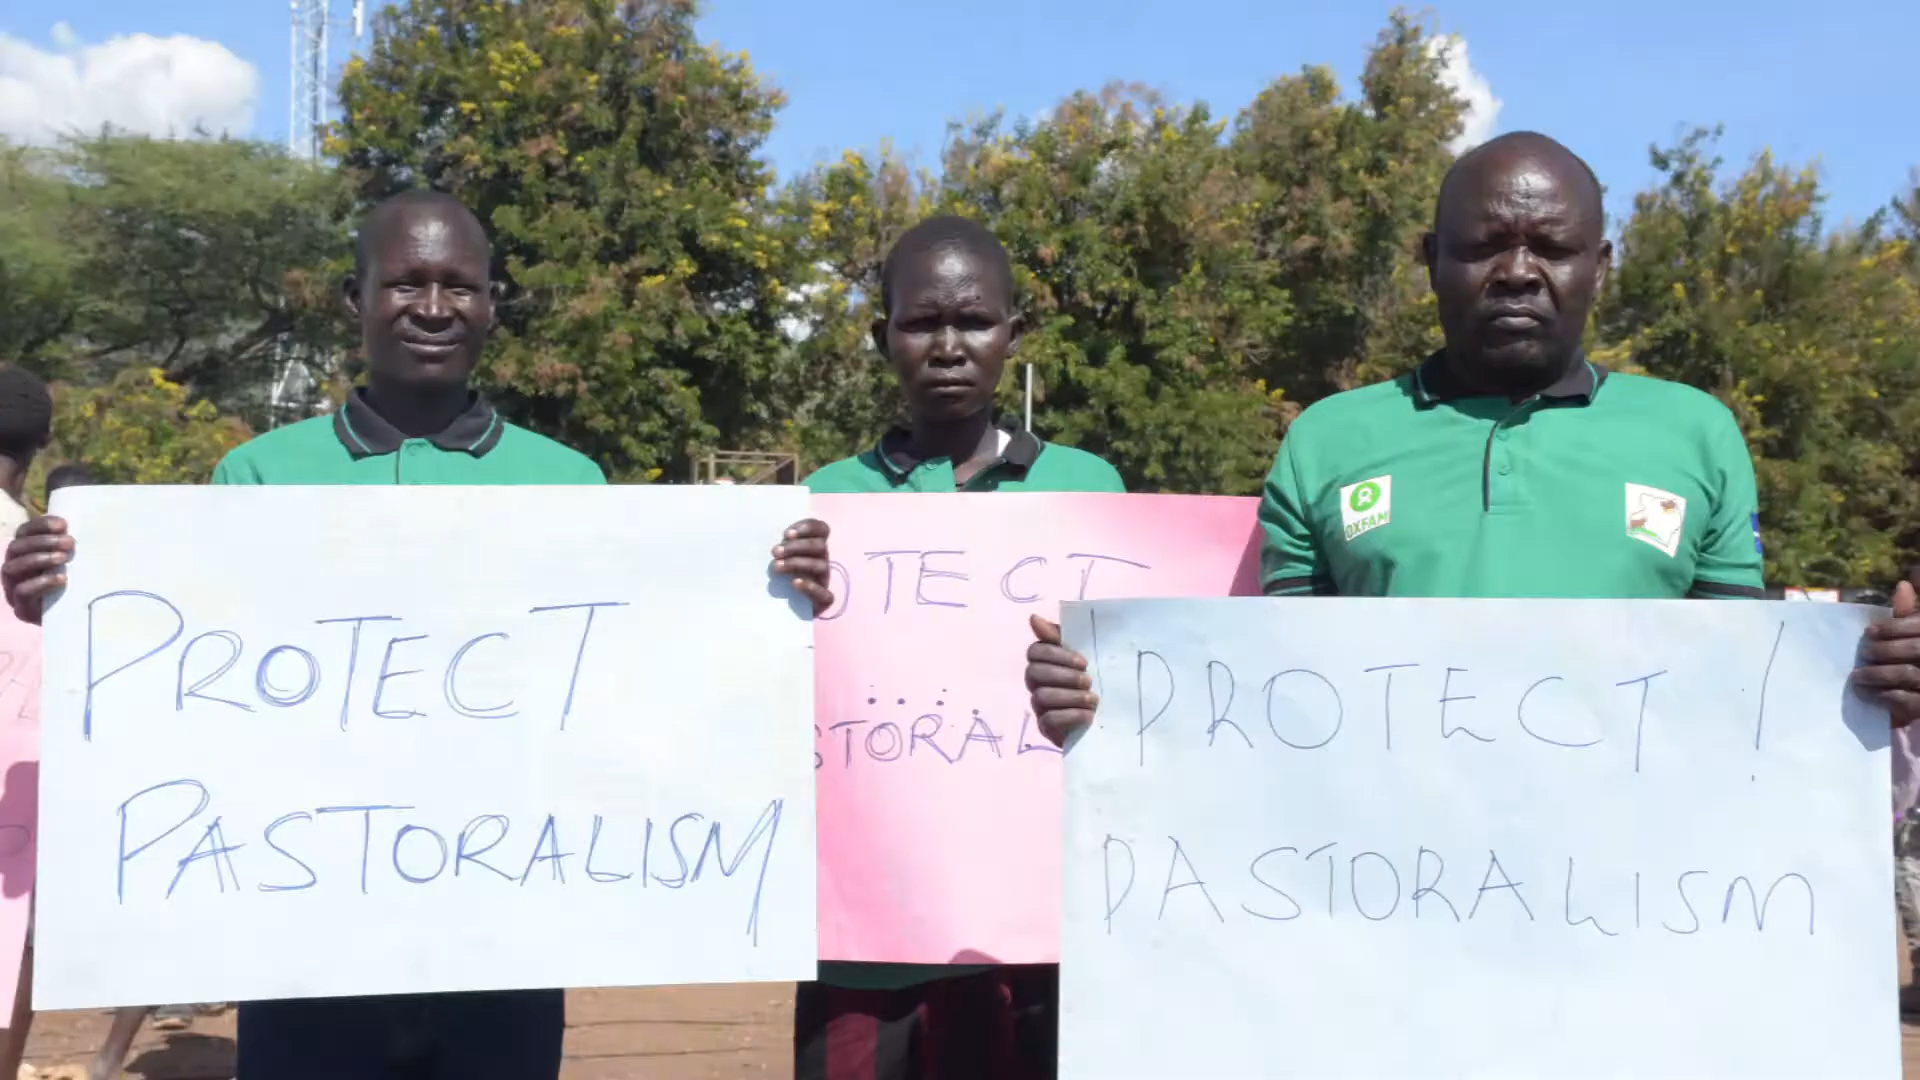 PROTECT
PASTORALISM
OTECT
....
STORAL
! PROTECT !
PASTORALISM
OXFAM